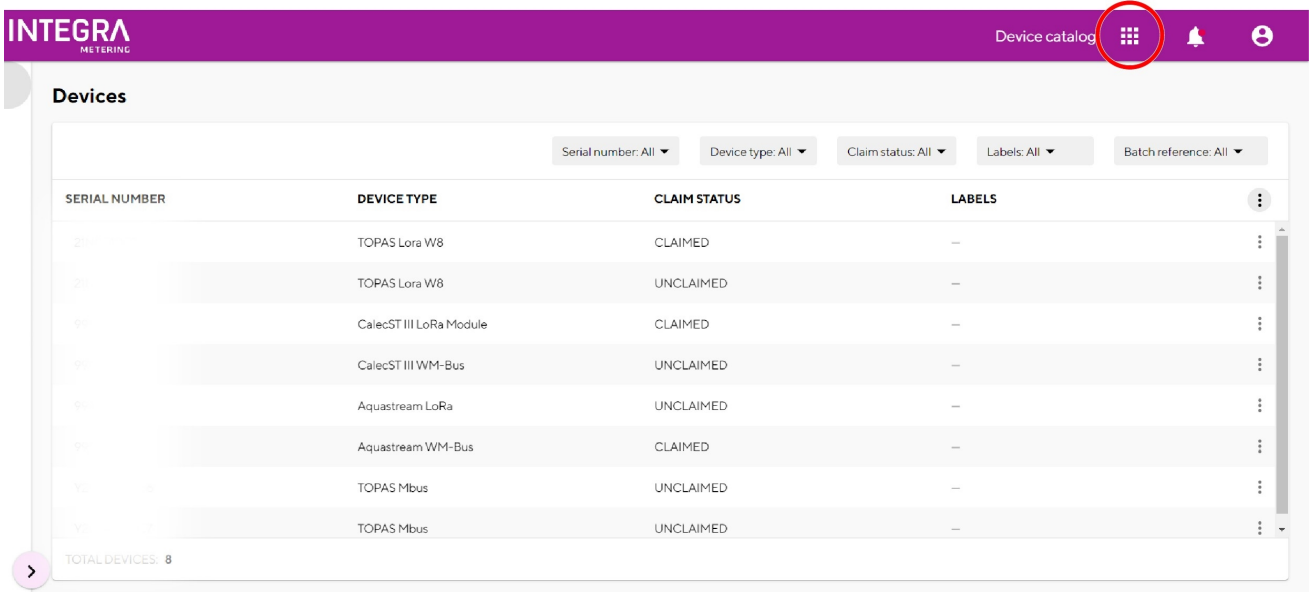 INTEGRA
METERING
Device catalog
Devices
Serial number: All
Device type: All
Claim status: All
Labels: All
Batch reference: All
SERIAL NUMBER DEVICE TYPE CLAIM STATUS LABELS
TOPAS Lora W8 CLAIMED —
TOPAS Lora W8 UNCLAIMED —
CalecST III LoRa Module CLAIMED —
CalecST III WM-Bus UNCLAIMED —
Aquastream LoRa UNCLAIMED —
Aquastream WM-Bus CLAIMED —
TOPAS Mbus UNCLAIMED —
TOPAS Mbus UNCLAIMED —
TOTAL DEVICES: 8